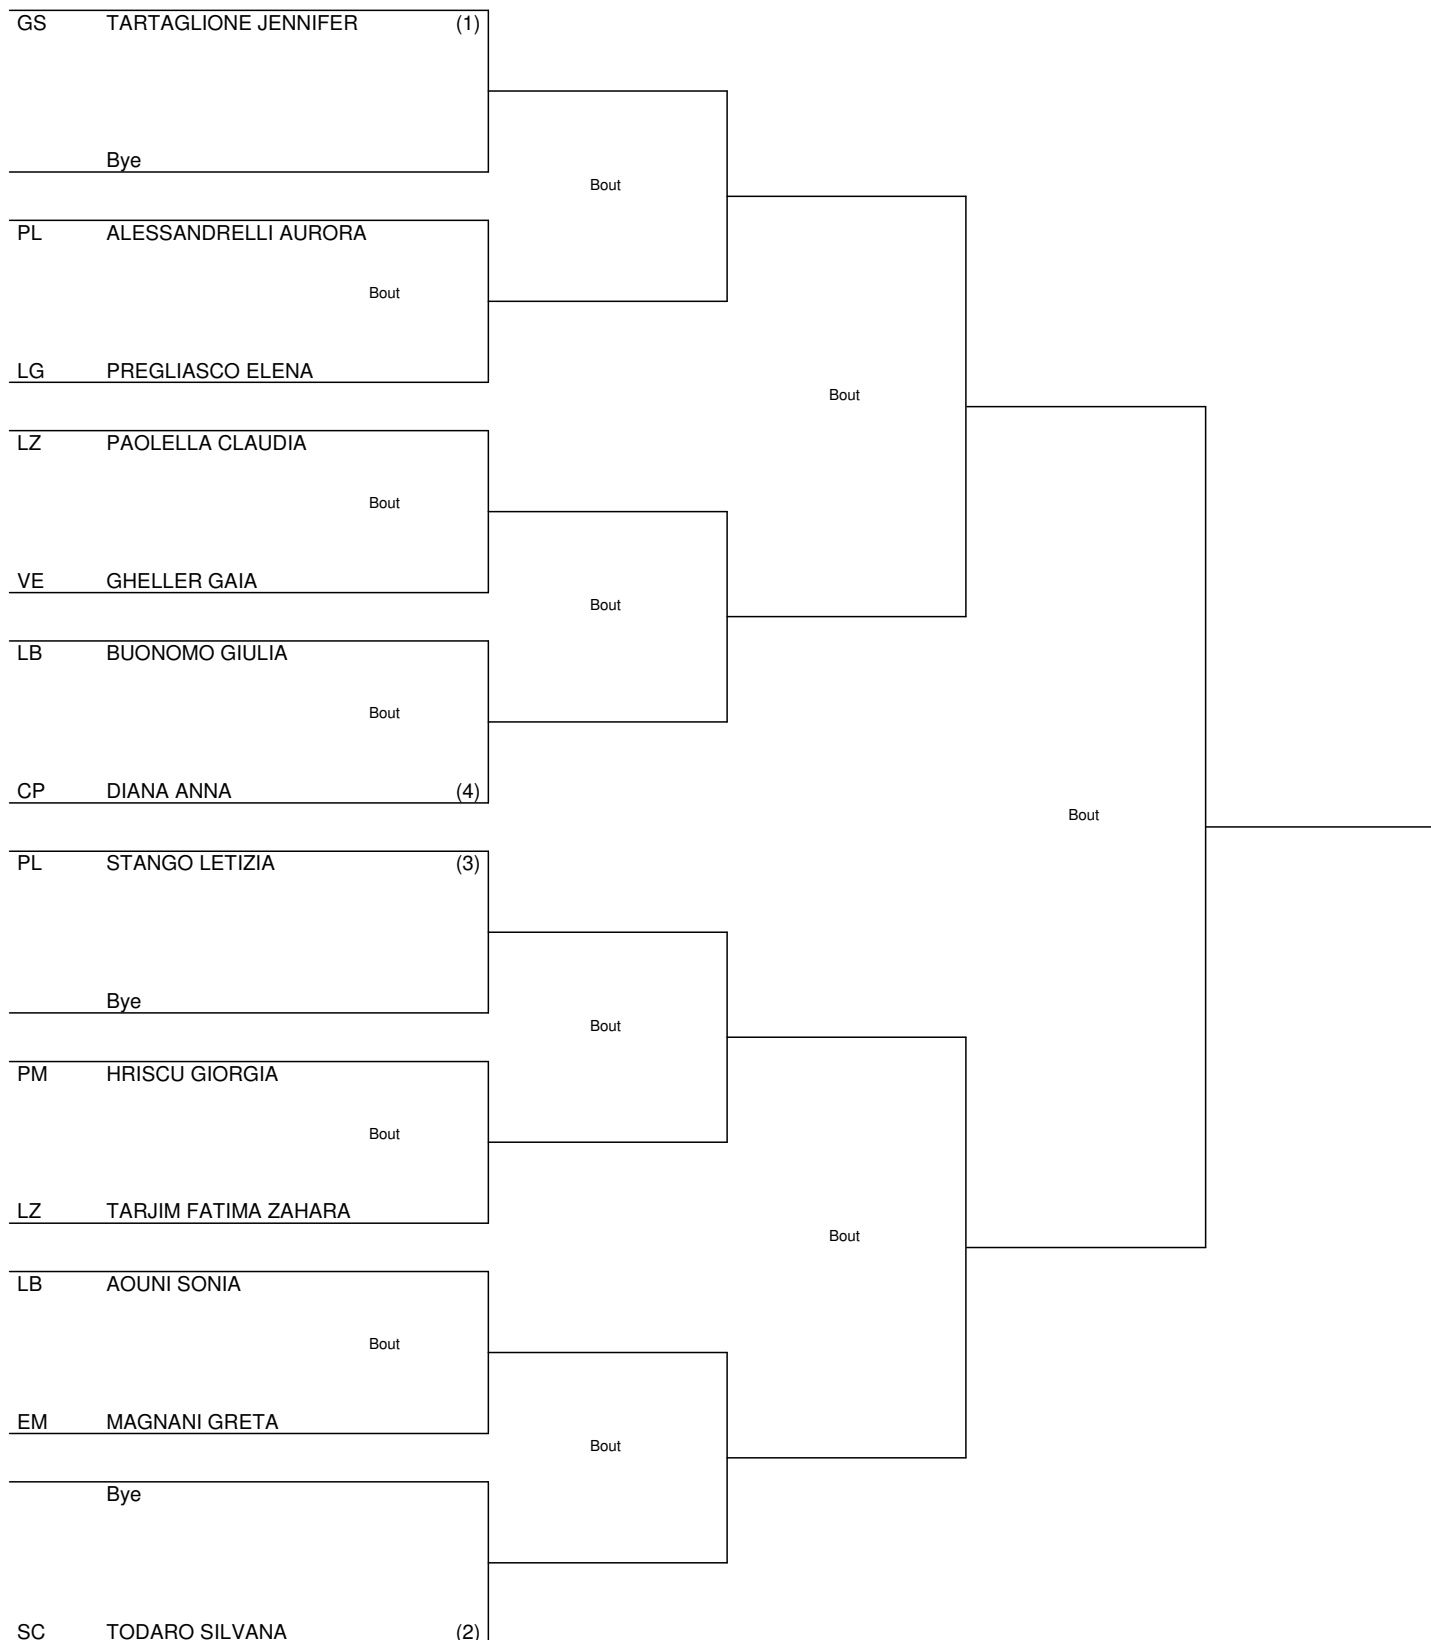 GS TARTAGLIONE JENNIFER (1)
Bye
Bout
PL ALESSANDRELLI AURORA
Bout
LG PREGLIASCO ELENA
Bout
LZ PAOLELLA CLAUDIA
Bout
VE GHELLER GAIA
Bout
LB BUONOMO GIULIA
Bout
CP DIANA ANNA (4)
Bout
PL STANGO LETIZIA (3)
Bye
Bout
PM HRISCU GIORGIA
Bout
LZ TARJIM FATIMA ZAHARA
Bout
LB AOUNI SONIA
Bout
EM MAGNANI GRETA
Bout
Bye
SC TODARO SILVANA (2)